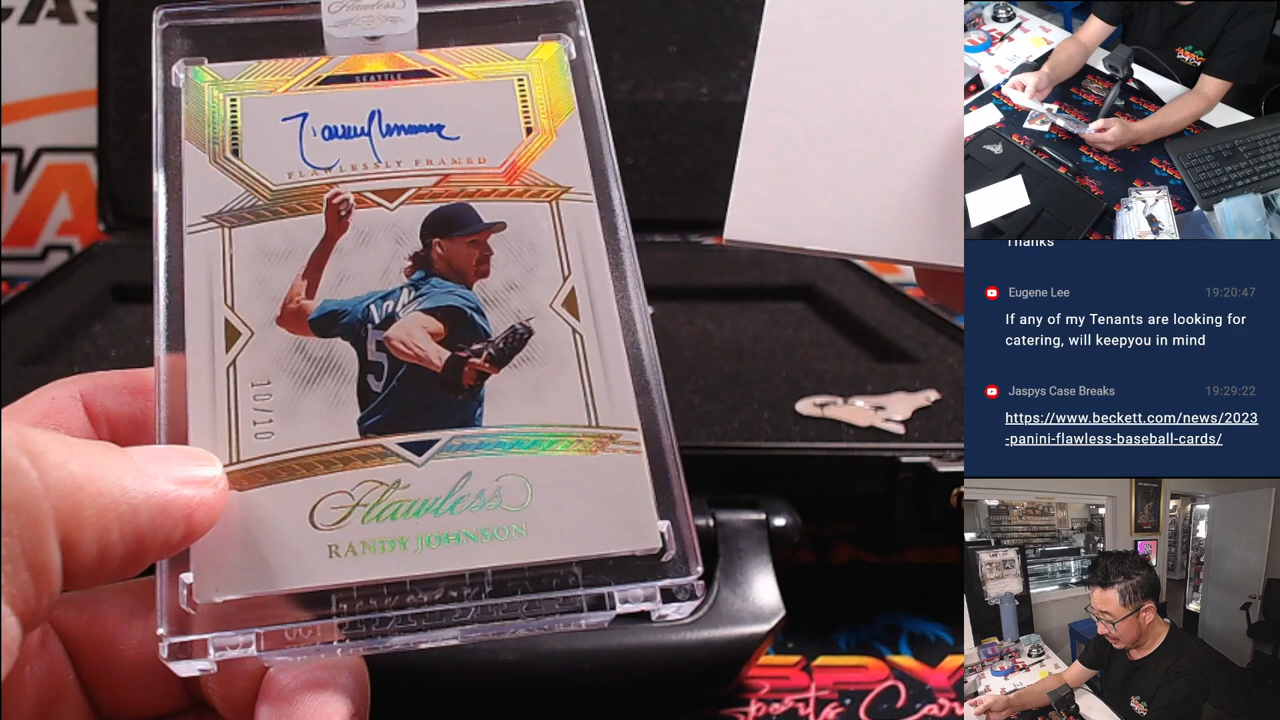 Flawless
SEATTLE
FLAWLESSLY FRAMED
5
10/10
Flawless
RANDY JOHNSON
Thanks
Eugene Lee
19:20:47
If any of my Tenants are looking for
catering, will keepyou in mind
Jaspys Case Breaks
19:29:22
https://www.beckett.com/news/2023
-panini-flawless-baseball-cards/